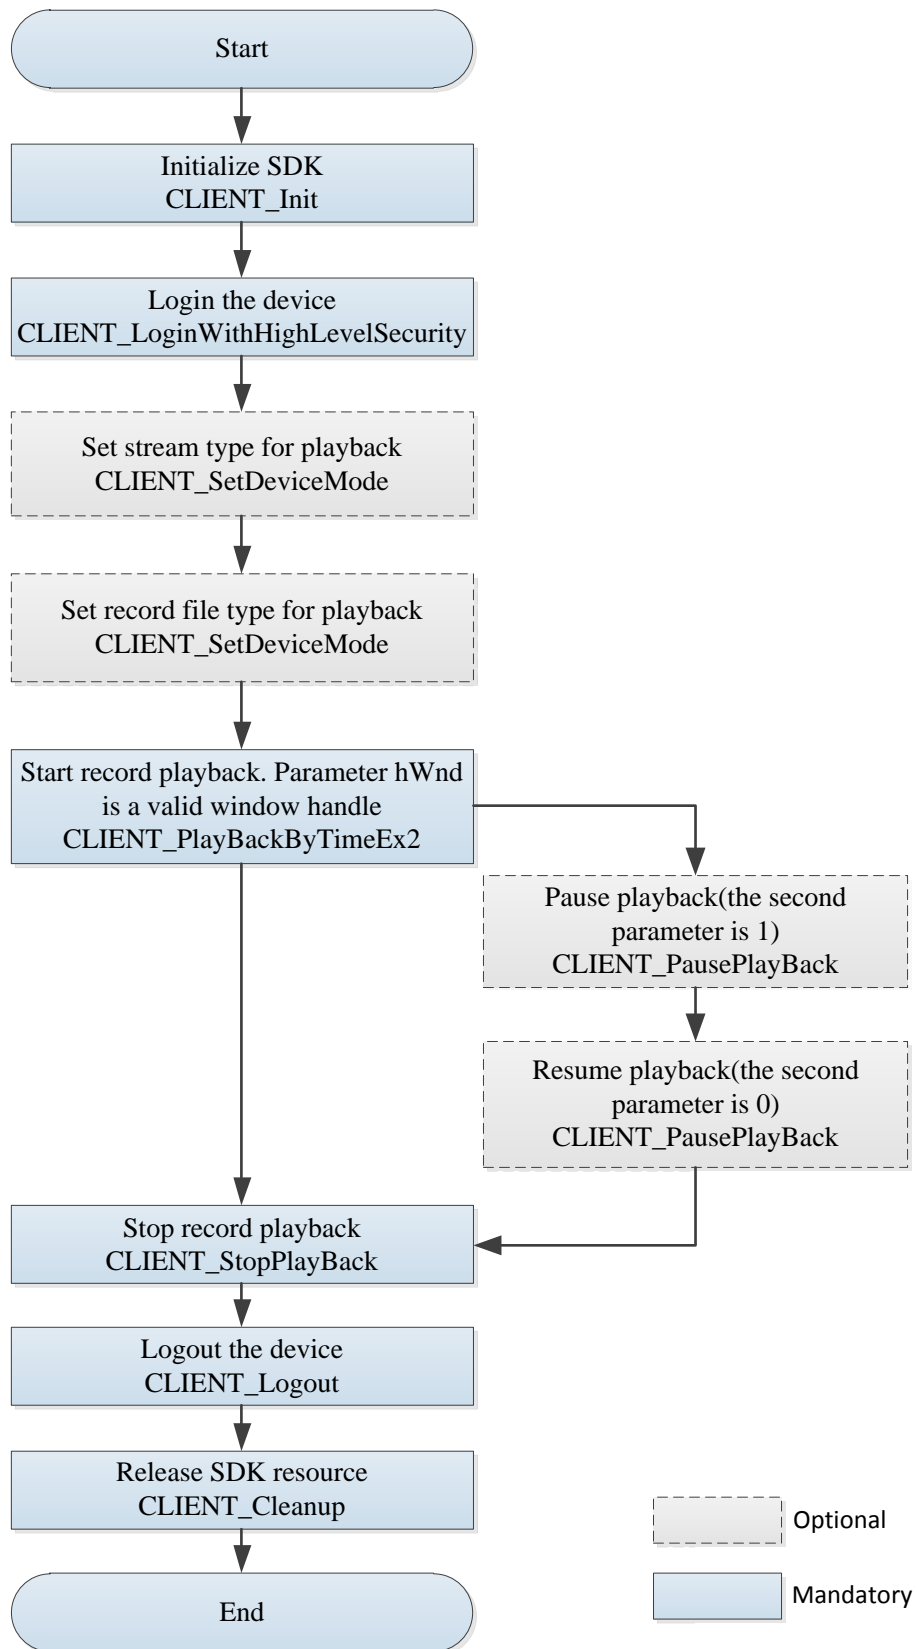 Start
Initialize SDK
CLIENT_Init
Login the device
CLIENT_LoginWithHighLevelSecurity
Set stream type for playback
CLIENT_SetDeviceMode
Set record file type for playback
CLIENT_SetDeviceMode
Start record playback. Parameter hWnd
is a valid window handle
CLIENT_PlayBackByTimeEx2
Pause playback(the second
parameter is 1)
CLIENT_PausePlayBack
Resume playback(the second
parameter is 0)
CLIENT_PausePlayBack
Stop record playback
CLIENT_StopPlayBack
Logout the device
CLIENT_Logout
Release SDK resource
CLIENT_Cleanup
End
Optional
Mandatory